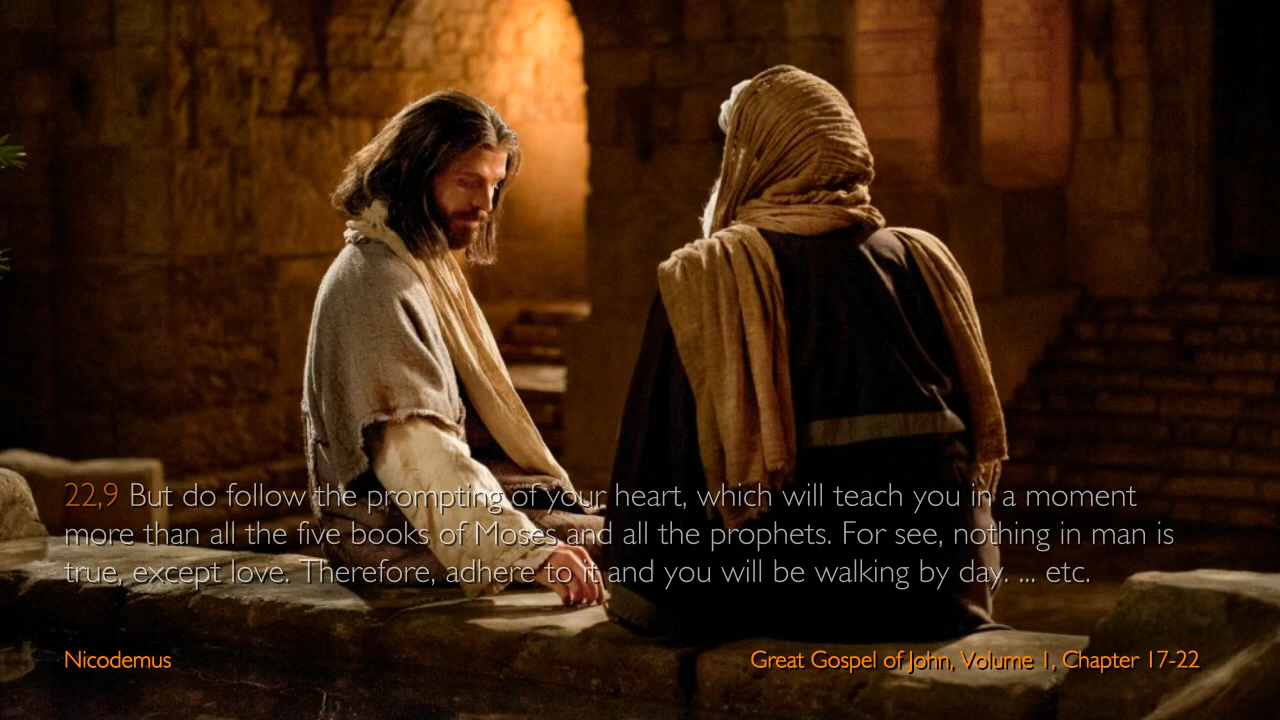 22,9 But do follow the prompting of your heart, which will teach you in a moment
more than all the five books of Moses and all the prophets. For see, nothing in man is
true, except love. Therefore, adhere to it and you will be walking by day. ... etc.
Nicodemus
Great Gospel of John, Volume 1, Chapter 17-22